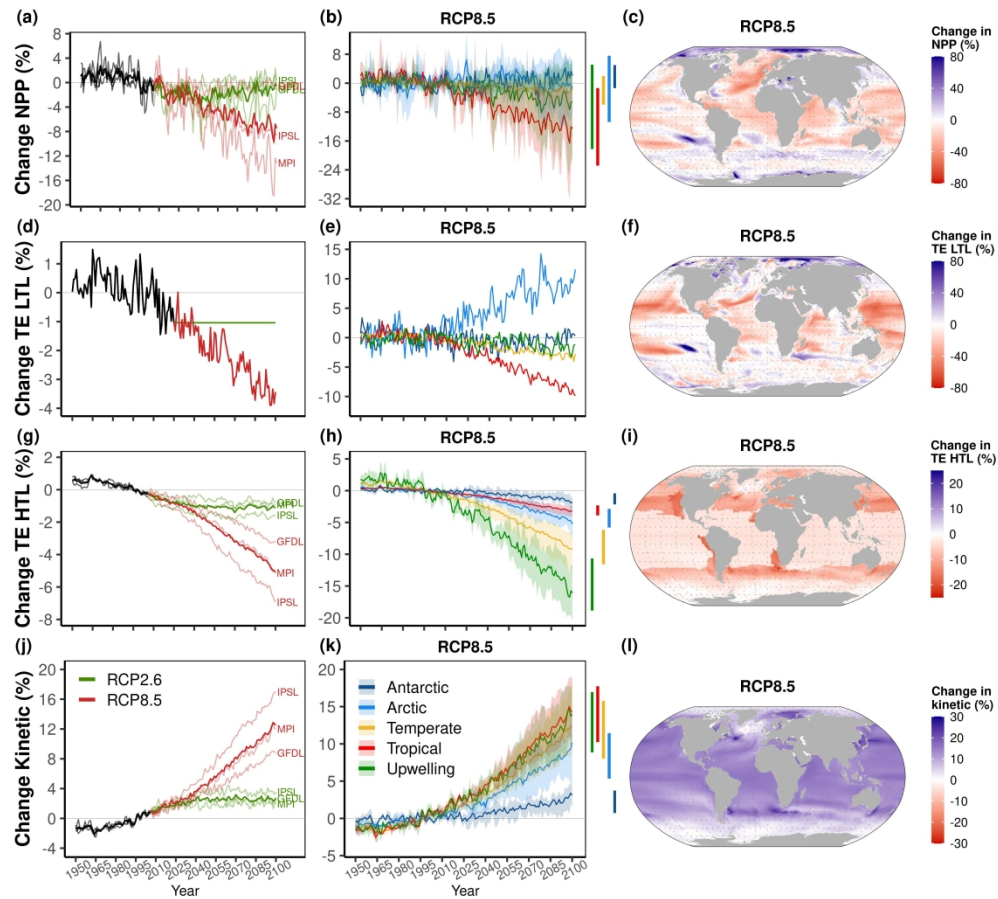 (a)
(b)
RCP8.5
(c)
RCP8.5
Change NPP (%)
8
4
0
-4
-8
-12
-16
-20
IPSL
GFDL
IPSL
MPI
8
0
-8
-16
-24
-32
Change in
NPP (%)
80
40
0
-40
-80
(d)
(e)
RCP8.5
(f)
RCP8.5
Change TE LTL (%)
1
0
-1
-2
-3
-4
15
10
5
0
-5
-10
Change in
TE LTL (%)
80
40
0
-40
-80
(g)
(h)
RCP8.5
(i)
RCP8.5
Change TE HTL (%)
2
0
-2
-4
-6
-8
GFDL
IPSL
GFDL
MPI
IPSL
5
0
-5
-10
-15
-20
Change in
TE HTL (%)
20
10
0
-10
-20
(j)
(k)
RCP8.5
(l)
RCP8.5
Change Kinetic (%)
20
16
12
8
4
0
-4
RCP2.6
RCP8.5
IPSL
MPI
GFDL
IPSL
GFDL
MPI
1950 1965 1980 1995 2010 2025 2040 2055 2070 2085 2100
Year
20
15
10
5
0
-5
Antarctic
Arctic
Temperate
Tropical
Upwelling
1950 1965 1980 1995 2010 2025 2040 2055 2070 2085 2100
Year
Change in
kinetic (%)
30
20
10
0
-10
-20
-30